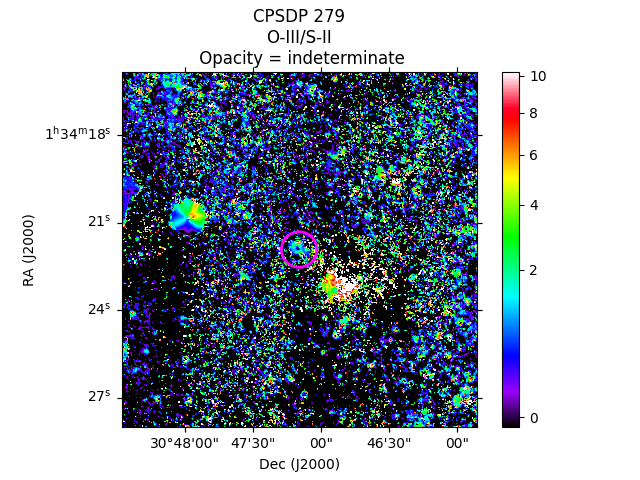 CPSDP 279
O-III/S-II
Opacity = indeterminate
1h34m18s
21s
24s
27s
RA (J2000)
30°48'00" 47'30" 00" 46'30" 00"
Dec (J2000)
10
8
6
4
2
0